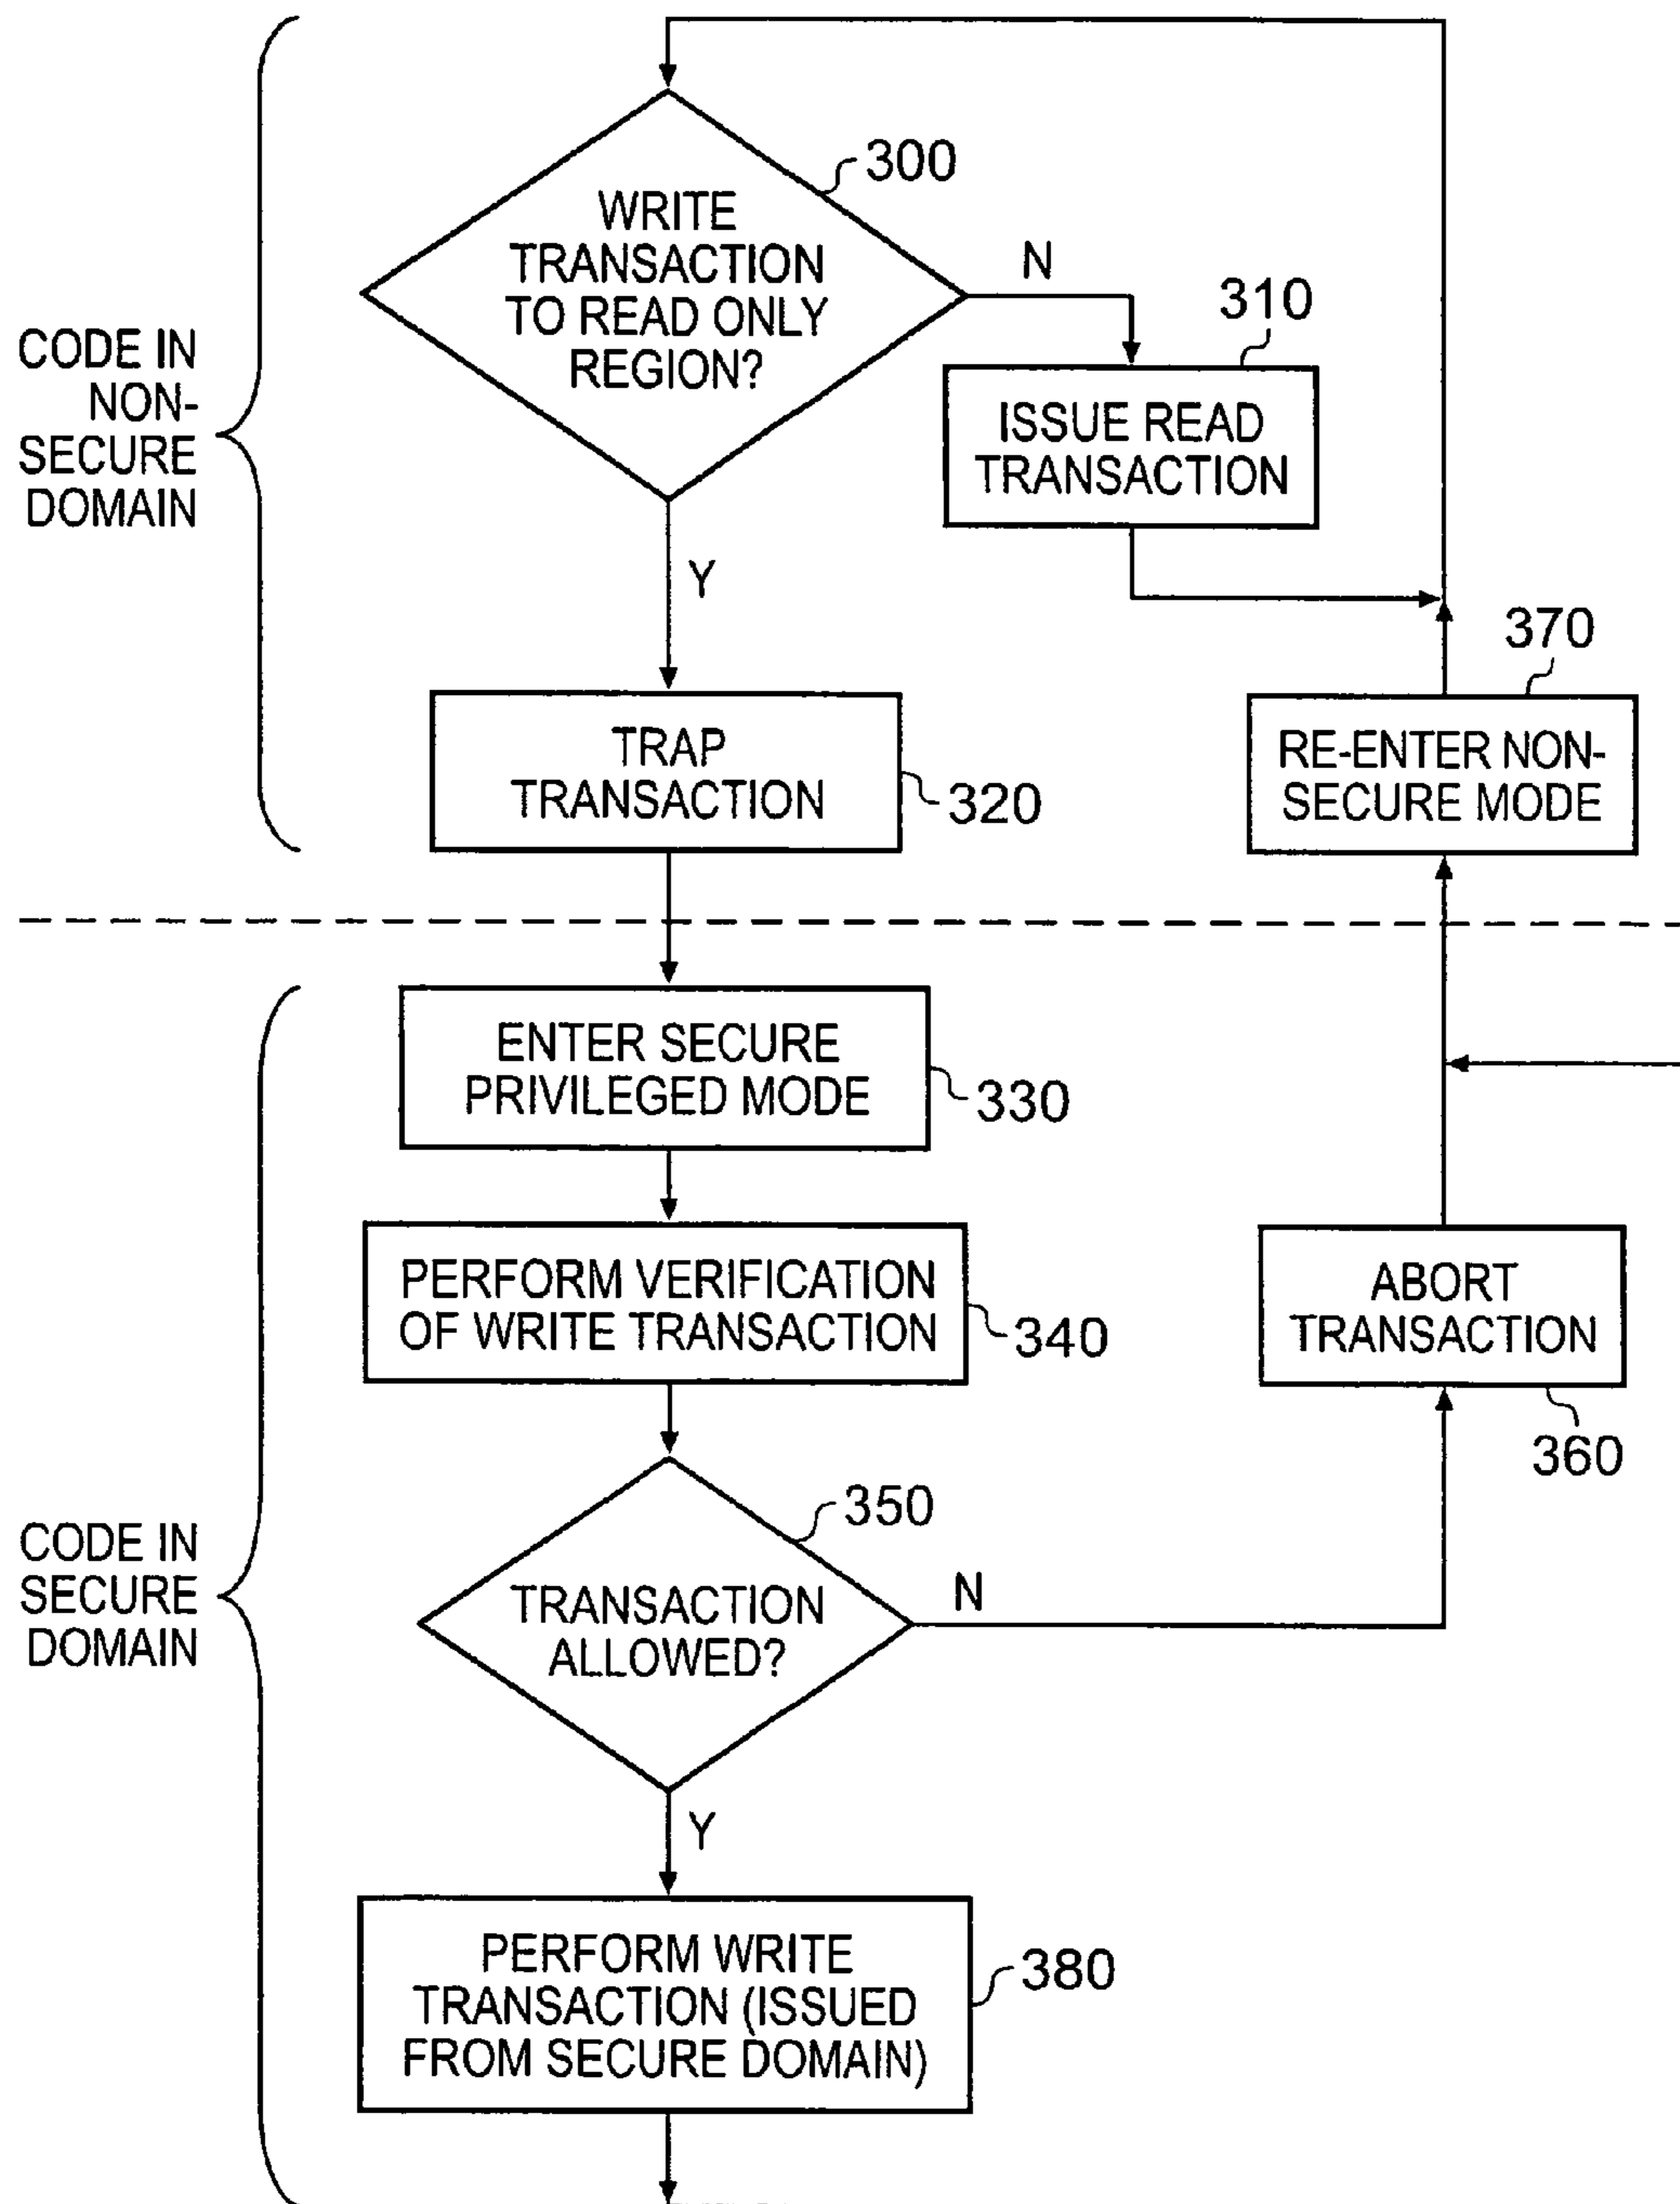 300
WRITE
TRANSACTION
TO READ ONLY
REGION?
N
310
ISSUE READ
TRANSACTION
CODE IN
NON-
SECURE
DOMAIN
Y
370
RE-ENTER NON-
SECURE MODE
TRAP
TRANSACTION
320
ENTER SECURE
PRIVILEGED MODE
330
PERFORM VERIFICATION
OF WRITE TRANSACTION
340
ABORT
TRANSACTION
360
350
TRANSACTION
ALLOWED?
N
CODE IN
SECURE
DOMAIN
Y
PERFORM WRITE
TRANSACTION (ISSUED
FROM SECURE DOMAIN)
380